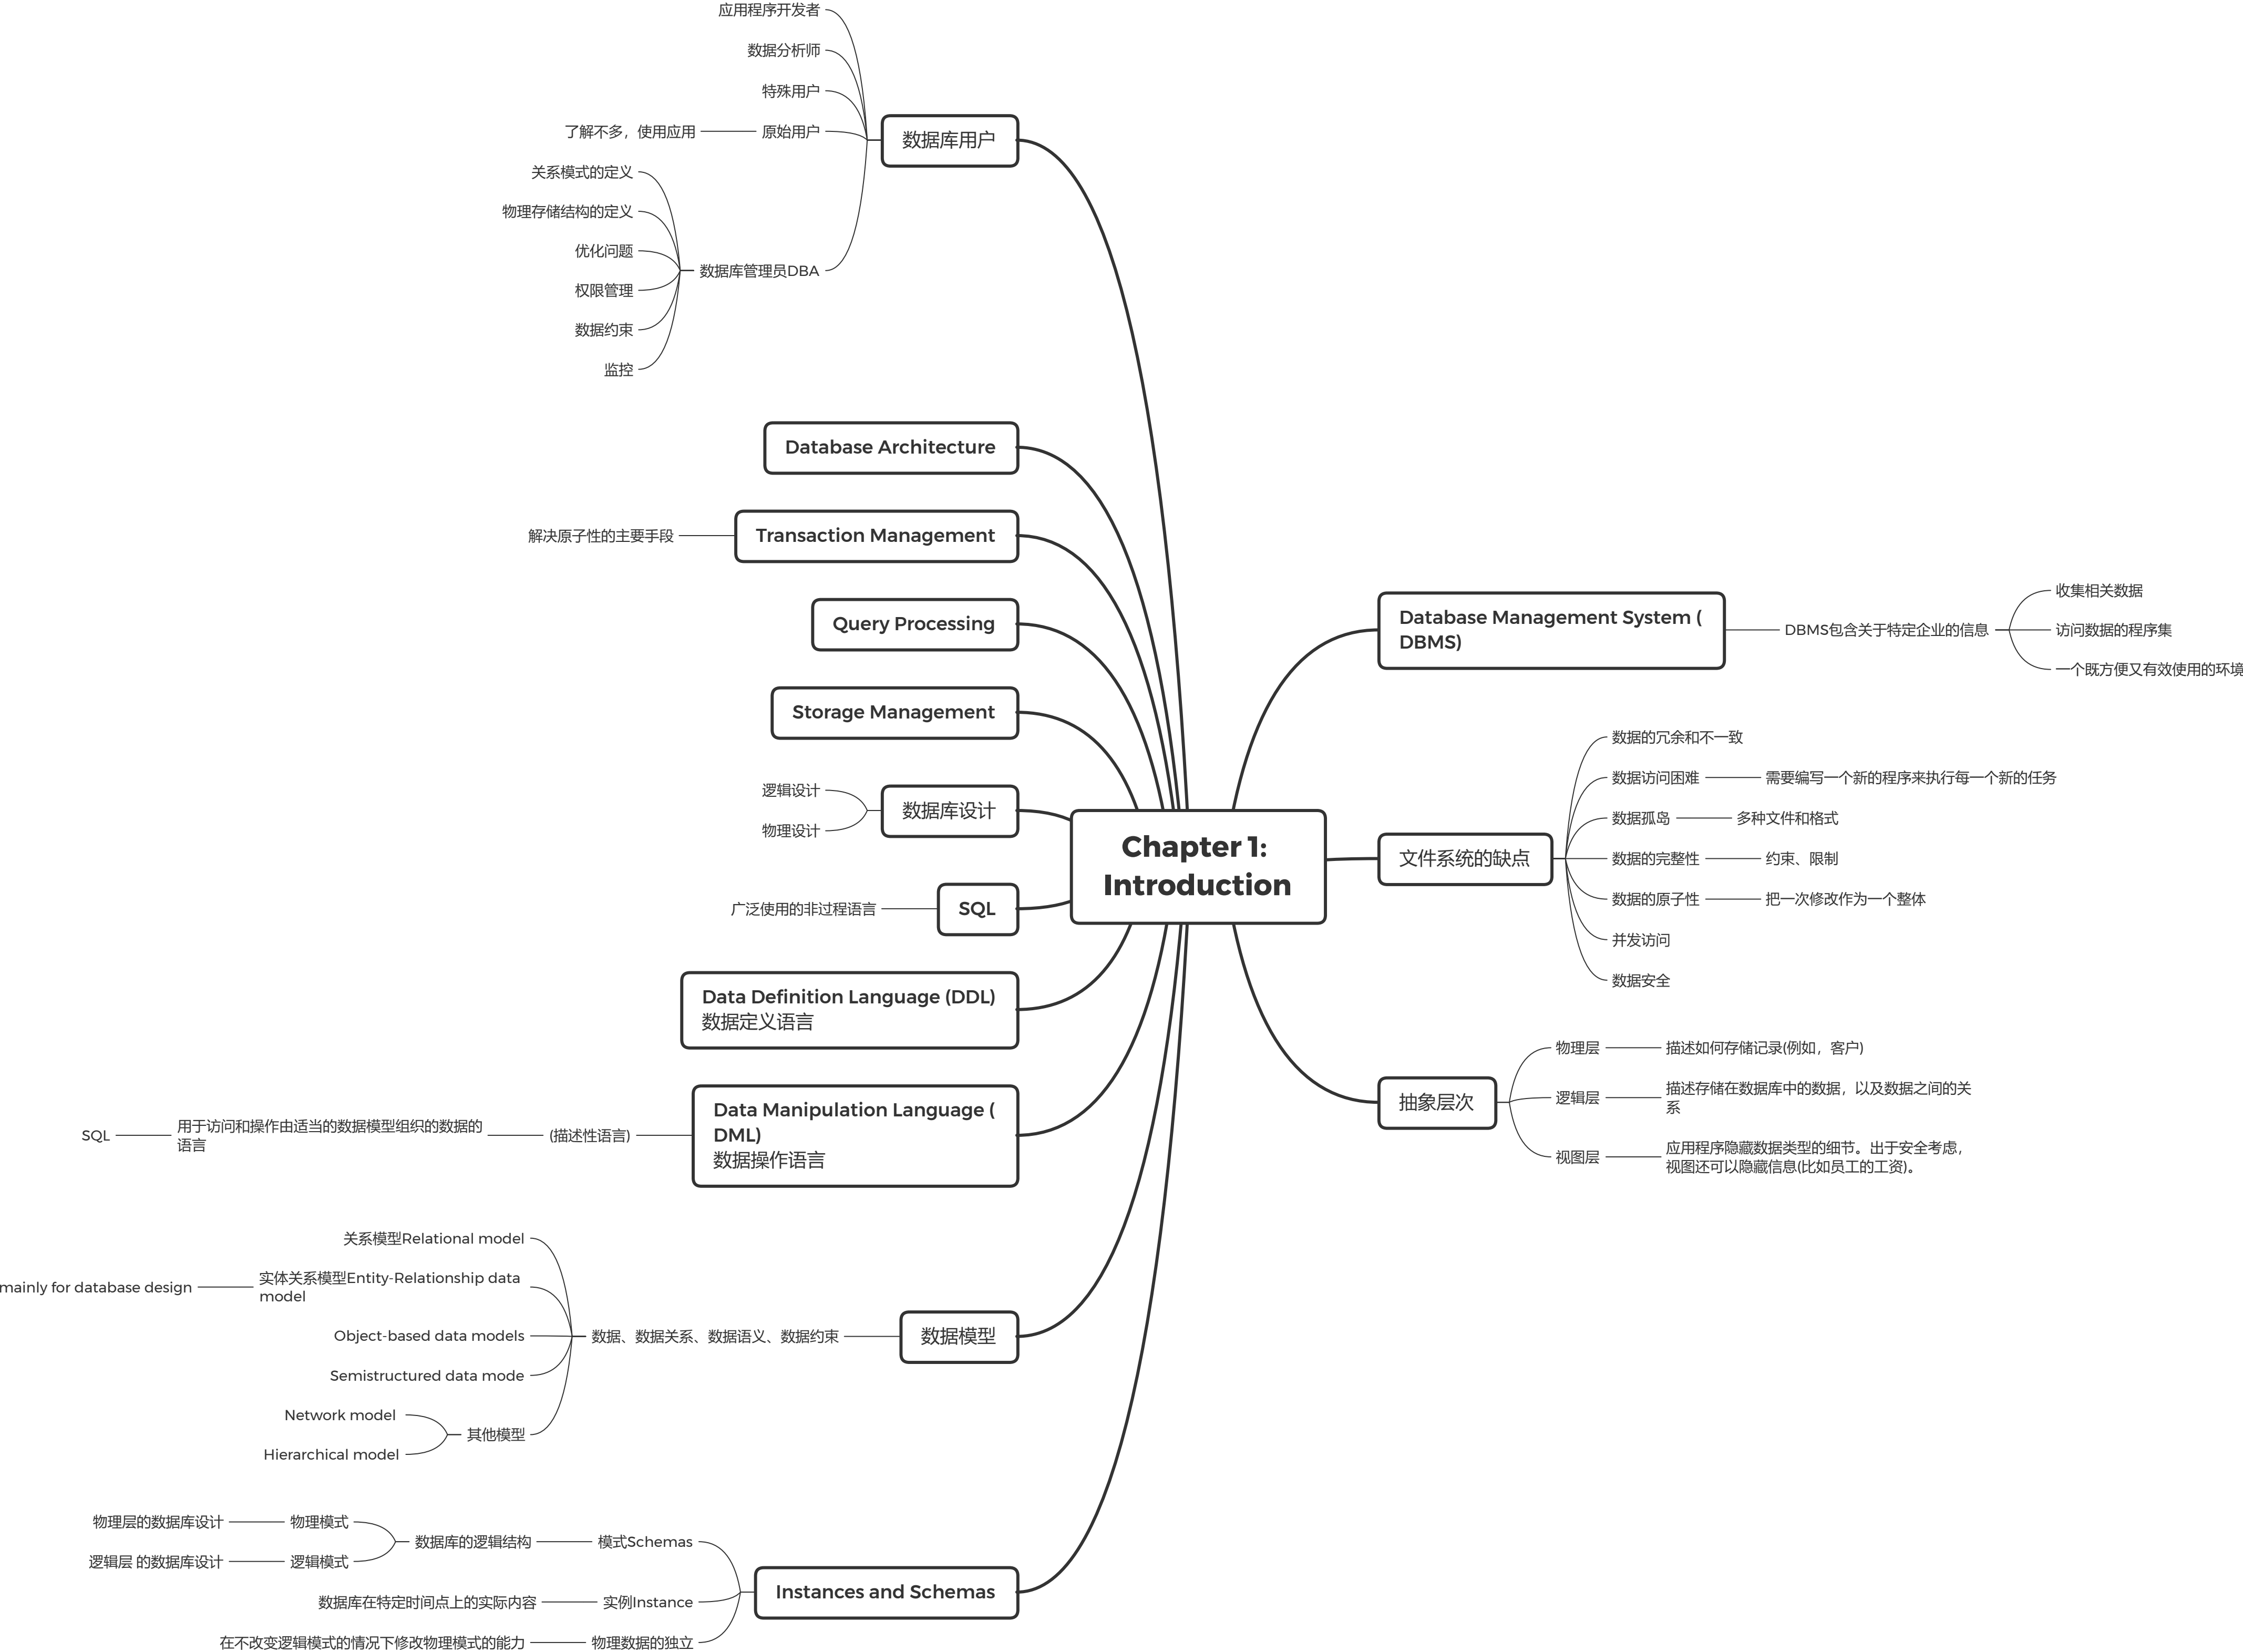 Chapter 1:
Introduction
Database Management System (
DBMS)
DBMS包含关于特定企业的信息
收集相关数据
访问数据的程序集
一个既方便又有效使用的环境
文件系统的缺点
数据的冗余和不一致
数据访问困难
需要编写一个新的程序来执行每一个新的任务
数据孤岛
多种文件和格式
数据的完整性
约束、限制
数据的原子性
把一次修改作为一个整体
并发访问
数据安全
抽象层次
物理层
描述如何存储记录(例如，客户)
逻辑层
描述存储在数据库中的数据，以及数据之间的关
系
视图层
应用程序隐藏数据类型的细节。出于安全考虑，
视图还可以隐藏信息(比如员工的工资)。
数据库用户
应用程序开发者
数据分析师
特殊用户
原始用户
了解不多，使用应用
数据库管理员DBA
关系模式的定义
物理存储结构的定义
优化问题
权限管理
数据约束
监控
Database Architecture
Transaction Management
解决原子性的主要手段
Query Processing
Storage Management
数据库设计
逻辑设计
物理设计
SQL
广泛使用的非过程语言
Data Definition Language (DDL)
数据定义语言
Data Manipulation Language (
DML)
数据操作语言
(描述性语言)
用于访问和操作由适当的数据模型组织的数据的
语言
SQL
数据模型
数据、数据关系、数据语义、数据约束
关系模型Relational model
实体关系模型Entity-Relationship data
model
mainly for database design
Object-based data models
Semistructured data mode
其他模型
Network model
Hierarchical model
Instances and Schemas
模式Schemas
数据库的逻辑结构
物理模式
物理层的数据库设计
逻辑模式
逻辑层 的数据库设计
实例Instance
数据库在特定时间点上的实际内容
物理数据的独立
在不改变逻辑模式的情况下修改物理模式的能力